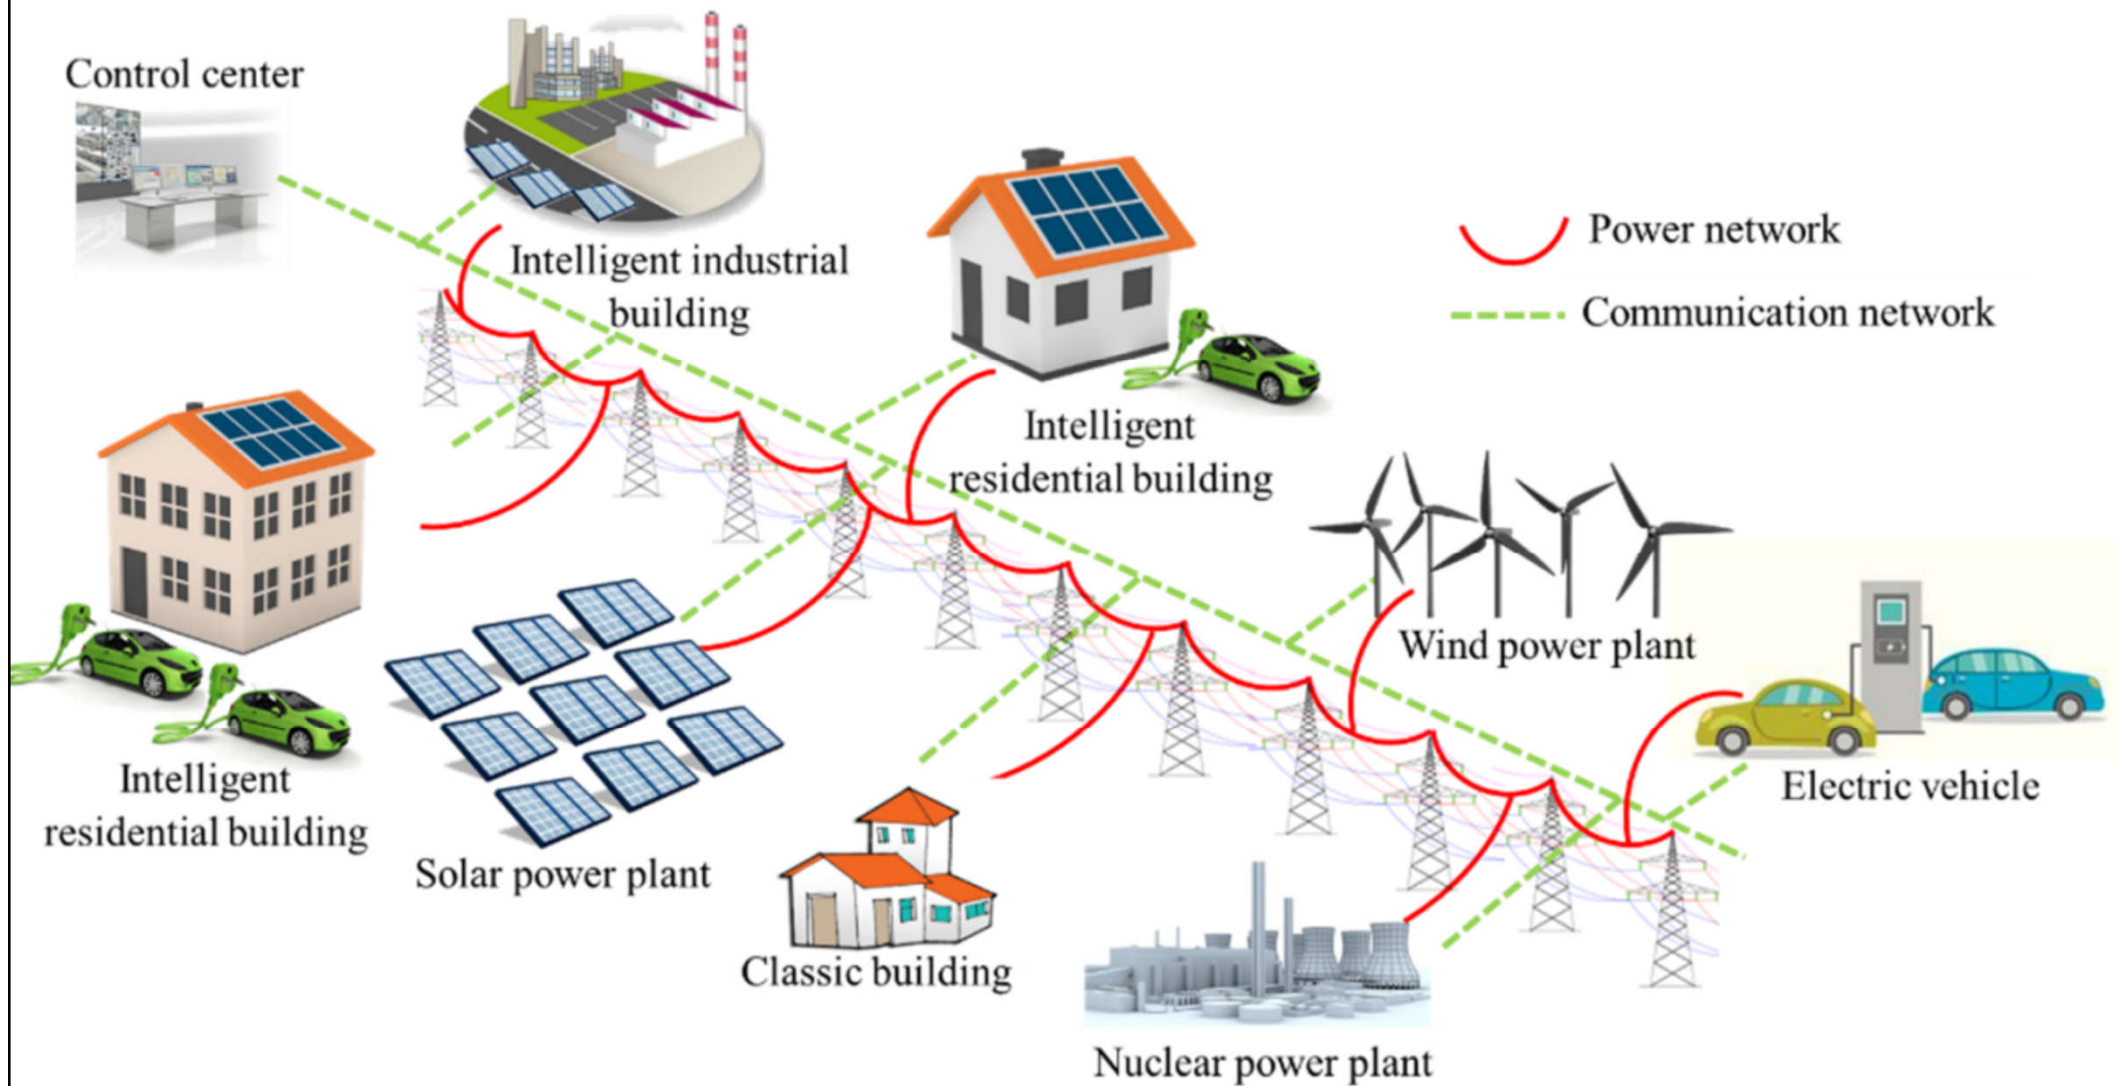 Control center
Intelligent industrial
building
Power network
Communication network
Intelligent
residential building
Wind power plant
Electric vehicle
Intelligent
residential building
Solar power plant
Classic building
Nuclear power plant